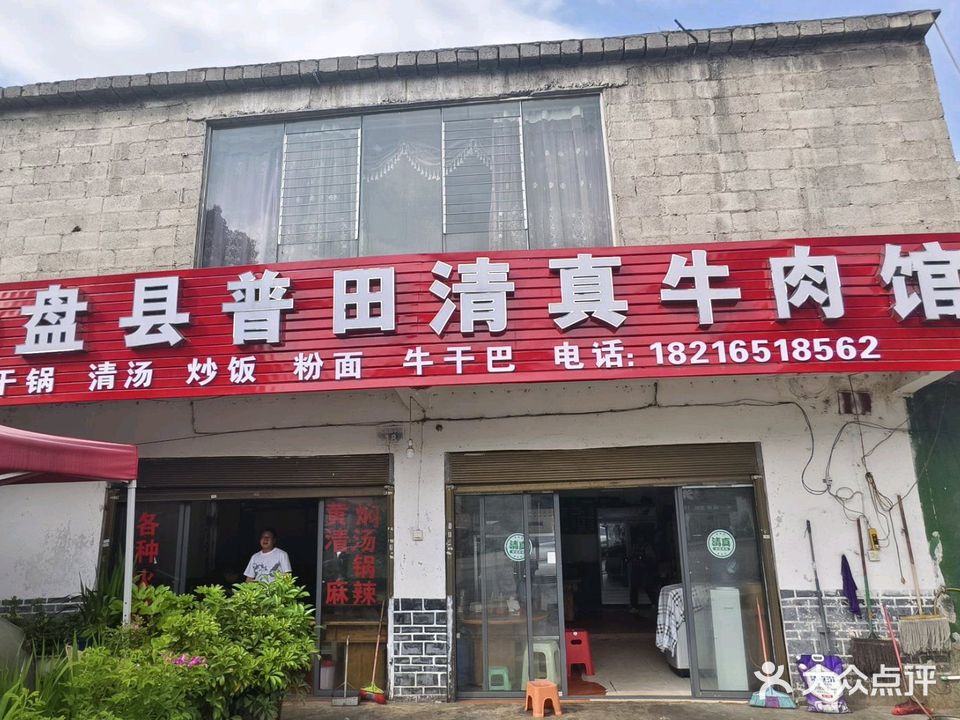 盘县普田清真牛肉馆
干锅 清汤 炒饭 粉面 牛干巴 电话: 18216518562
各种火
黄焖
清汤
麻辣
清真
清真
大众点评